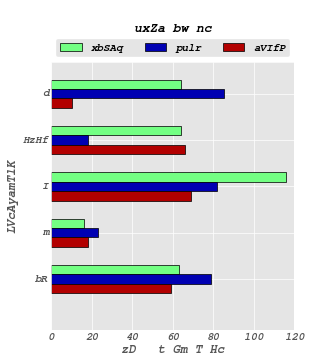 uxZa bw nc
xbSAq pulr aVIfP
LVcAyamTlK
d
HzHf
I
m
bR
0 20 40 60 80 100 120
zD t Gm T Hc